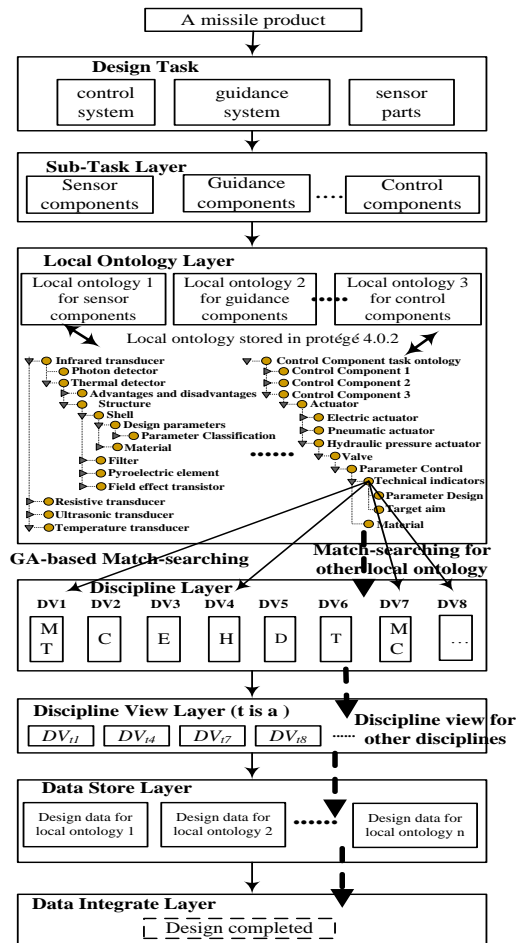 A missile product
Design Task
control system
guidance system
sensor parts
Sub-Task Layer
Sensor components
Guidance components
.....
Control components
Local Ontology Layer
Local ontology 1 for sensor components
Local ontology 2 for guidance components
Local ontology 3 for control components
Local ontology stored in protégé 4.0.2
Infrared transducer
Photon detector
Thermal detector
Advantages and disadvantages
Structure
Shell
Design parameters
Parameter Classification
Material
Filter
Pyroelectric element
Field effect transistor
Resistive transducer
Ultrasonic transducer
Temperature transducer
Control Component task ontology
Control Component 1
Control Component 2
Control Component 3
Actuator
Electric actuator
Pneumatic actuator
Hydraulic pressure actuator
Valve
Parameter Control
Technical indicators
Parameter Design
Target aim
Material
GA-based Match-searching
Match-searching for
other local ontology
Discipline Layer
DV1 DV2 DV3 DV4 DV5 DV6 DV7 DV8
M T
C
E
H
D
T
M C
...
Discipline View Layer (t is a )
DVt1 DVt4 DVt7 DVt8
Discipline view for
other disciplines
Data Store Layer
Design data for local ontology 1
Design data for local ontology 2
Design data for local ontology n
Data Integrate Layer
Design completed